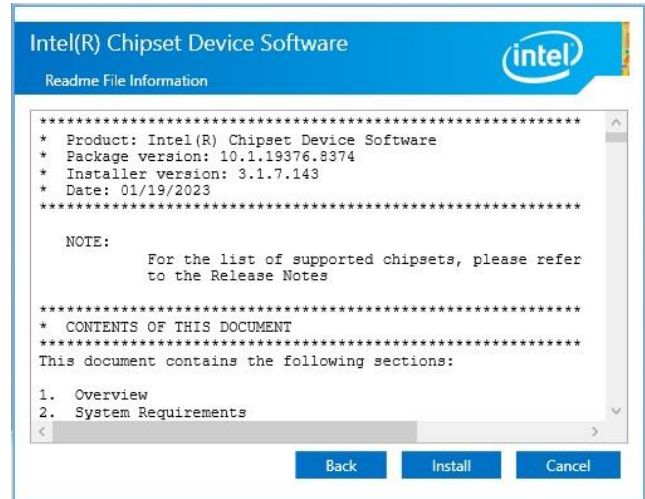 Intel(R) Chipset Device Software
intel
Readme File Information
************************************************************
*  Product: Intel(R) Chipset Device Software
*  Package version: 10.1.19376.8374
*  Installer version: 3.1.7.143
*  Date: 01/19/2023
************************************************************
NOTE:
For the list of supported chipsets, please refer
to the Release Notes
************************************************************
*  CONTENTS OF THIS DOCUMENT
************************************************************
This document contains the following sections:
1.  Overview
2.  System Requirements
Back
Install
Cancel